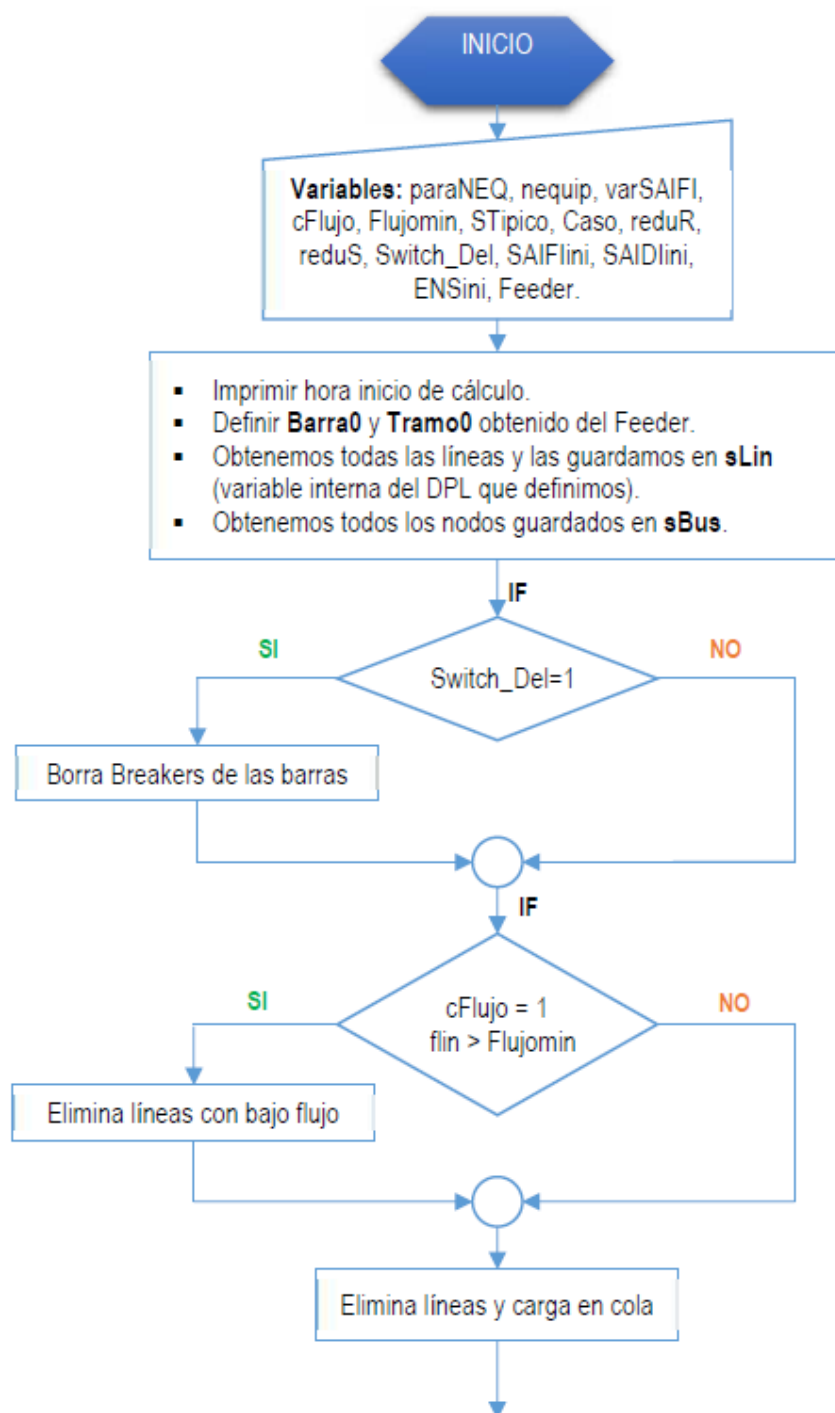 INICIO
Variables: paraNEQ, nequip, varSAIFI,
cFlujo, Flujomin, STipico, Caso, reduR,
reduS, Switch_Del, SAIFIini, SAIDIini,
ENSini, Feeder.
▪ Imprimir hora inicio de cálculo.
▪ Definir Barra0 y Tramo0 obtenido del Feeder.
▪ Obtenemos todas las líneas y las guardamos en sLin
(variable interna del DPL que definimos).
▪ Obtenemos todos los nodos guardados en sBus.
IF
SI
NO
Switch_Del=1
Borra Breakers de las barras
IF
SI
NO
cFlujo = 1
flin > Flujomin
Elimina líneas con bajo flujo
Elimina líneas y carga en cola